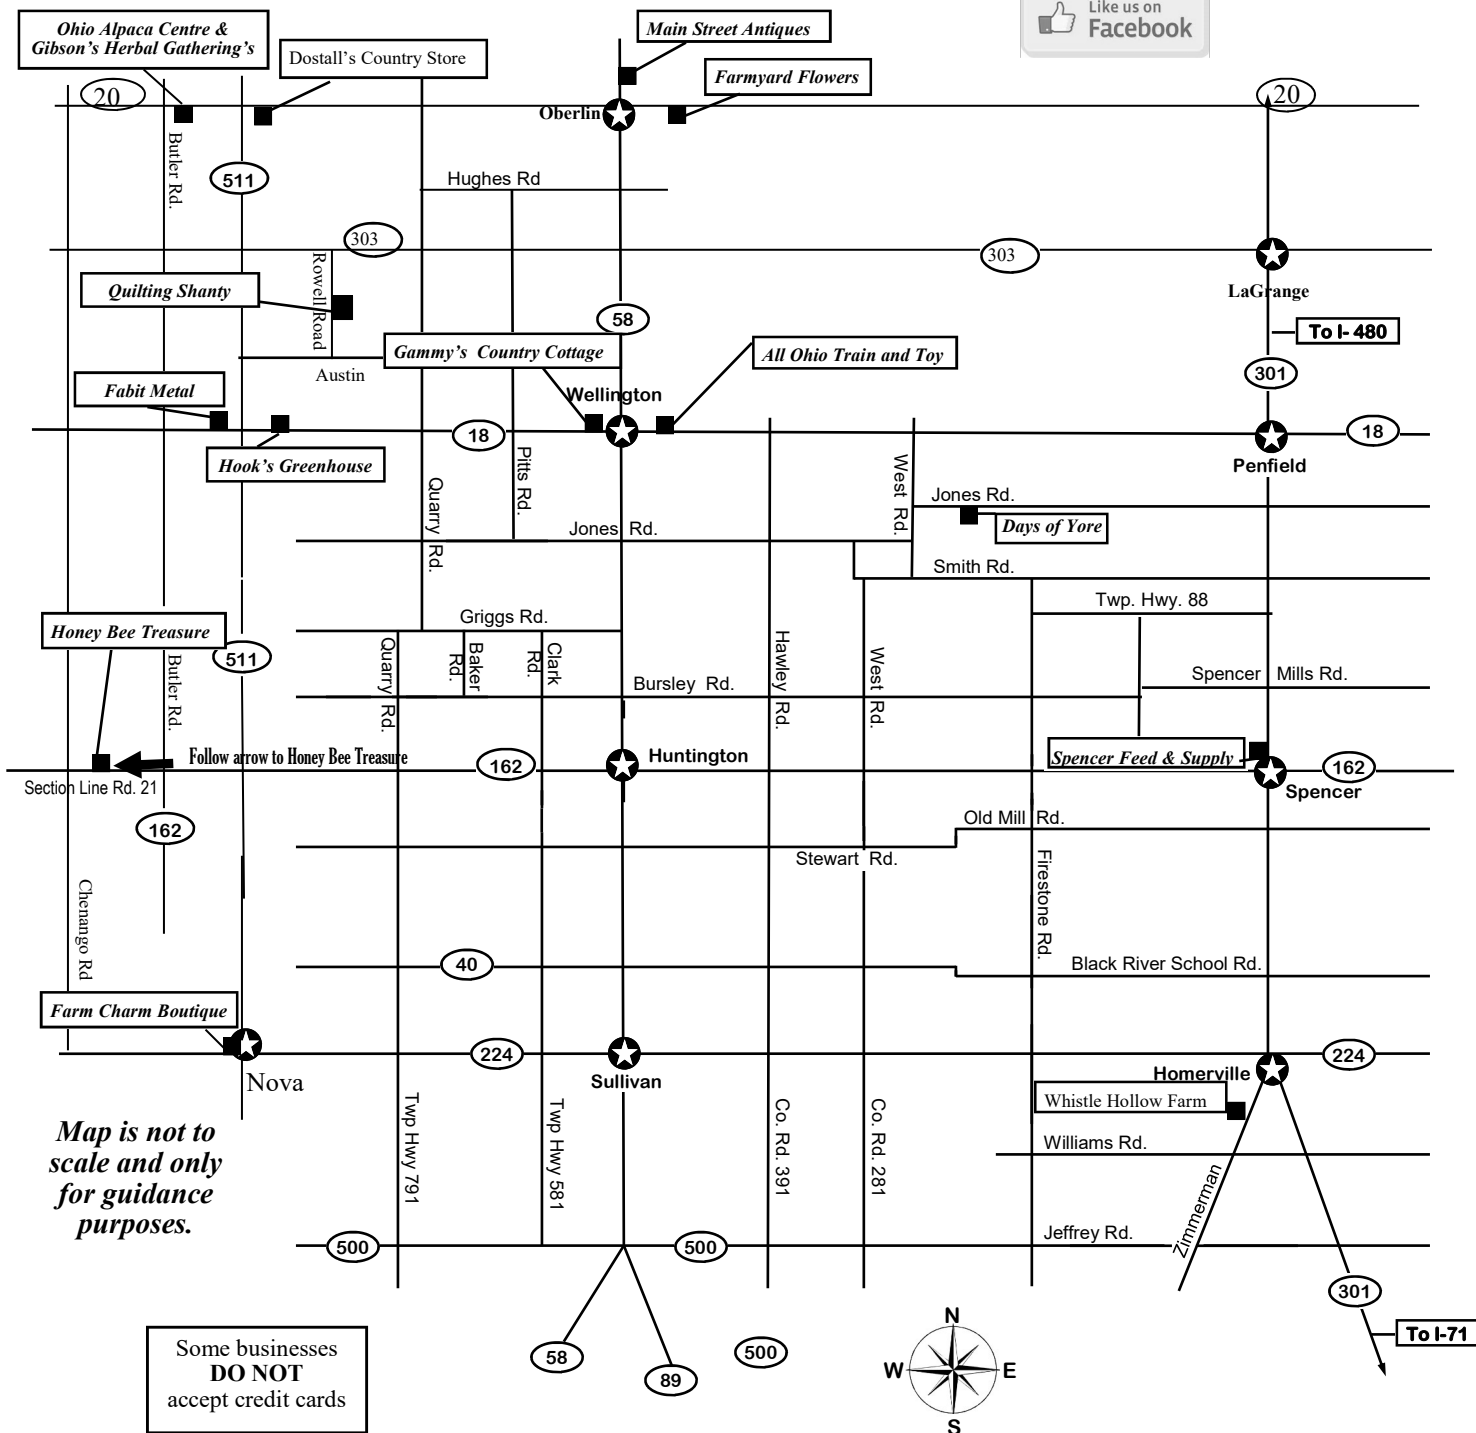 Like us on
Facebook
Ohio Alpaca Centre &
Gibson's Herbal Gathering's
Dostall's Country Store
Main Street Antiques
Farmyard Flowers
20
20
Oberlin
Butler Rd.
511
Hughes Rd
303
303
Rowell Road
Quilting Shanty
LaGrange
58
To I- 480
Gammy's Country Cottage
All Ohio Train and Toy
Austin
301
Fabit Metal
Wellington
18
18
Hook's Greenhouse
Pitts Rd.
West Rd.
Penfield
Quarry Rd.
Jones Rd.
Days of Yore
Jones Rd.
Smith Rd.
Twp. Hwy. 88
Griggs Rd.
Honey Bee Treasure
511
Butler Rd.
Quarry Rd.
Baker Rd.
Clark Rd.
Hawley Rd.
West Rd.
Bursley Rd.
Spencer Mills Rd.
Follow arrow to Honey Bee Treasure
162
Huntington
Spencer Feed & Supply
162
Section Line Rd. 21
Spencer
162
Old Mill Rd.
Stewart Rd.
Chenango Rd
Firestone Rd.
40
Black River School Rd.
Farm Charm Boutique
224
224
Nova
Sullivan
Homerville
Whistle Hollow Farm
Twp Hwy 791
Twp Hwy 581
Co. Rd. 391
Co. Rd. 281
Williams Rd.
Map is not to
scale and only
for guidance
purposes.
Zimmerman
500
500
Jeffrey Rd.
301
To I-71
Some businesses
DO NOT
accept credit cards
58
89
500
N
W
E
S